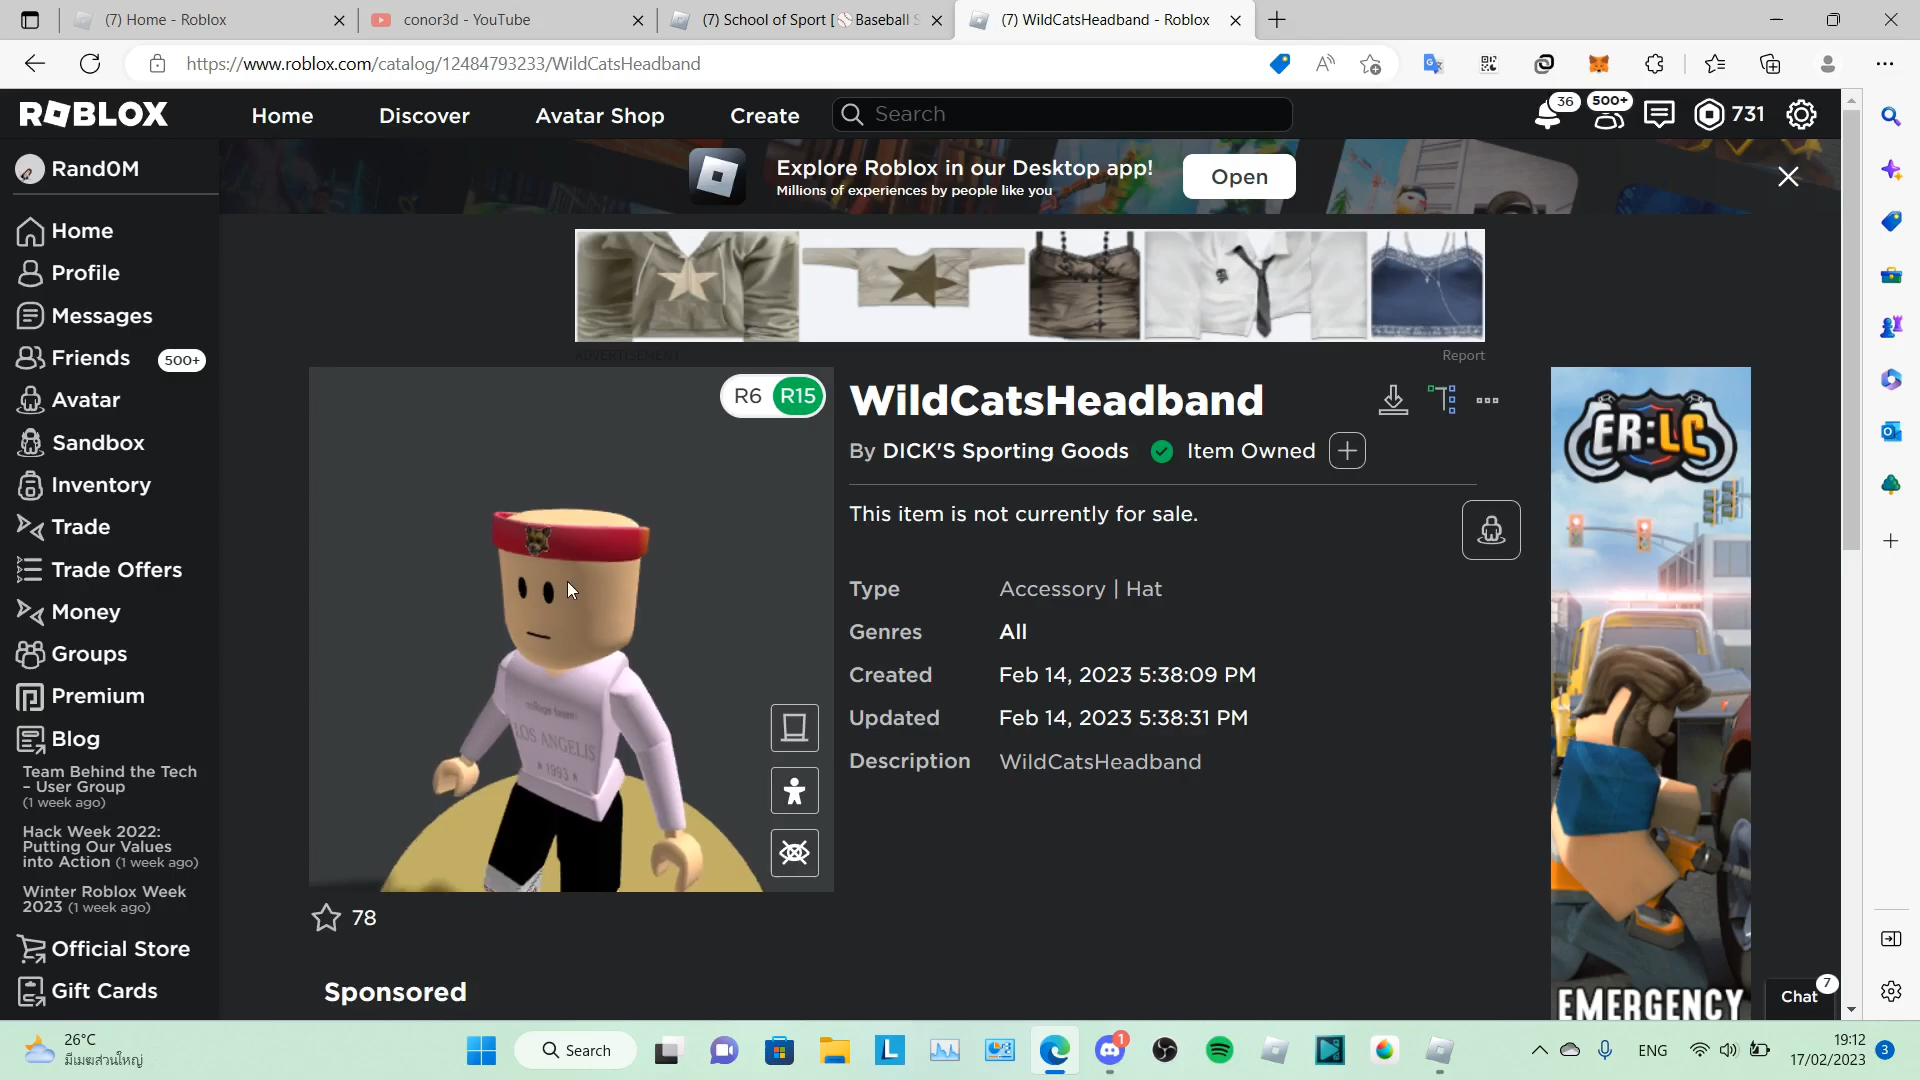 (7) Home - Roblox
conor3d - YouTube
(7) School of Sport [⚾Baseball S
(7) WildCatsHeadband - Roblox
https://www.roblox.com/catalog/12484793233/WildCatsHeadband
ROBLOX
Home
Discover
Avatar Shop
Create
Search
36
500+
731
Rand0M
Explore Roblox in our Desktop app!
Millions of experiences by people like you
Open
Home
Profile
Messages
Friends 500+
Avatar
Sandbox
Inventory
Trade
Trade Offers
Money
Groups
Premium
Blog
Team Behind the Tech
- User Group
(1 week ago)
Hack Week 2022:
Putting Our Values
into Action (1 week ago)
Winter Roblox Week
2023 (1 week ago)
Official Store
Gift Cards
ADVERTISEMENT
Report
R6 R15
college team
LOS ANGELIS
* 1993 *
78
Sponsored
WildCatsHeadband
By DICK'S Sporting Goods Item Owned
This item is not currently for sale.
Type Accessory | Hat
Genres All
Created Feb 14, 2023 5:38:09 PM
Updated Feb 14, 2023 5:38:31 PM
Description WildCatsHeadband
ER:LC
EMERGENCY
Chat 7
26°C
มีเมฆส่วนใหญ่
Search
L
1
ENG
19:12
17/02/2023
3